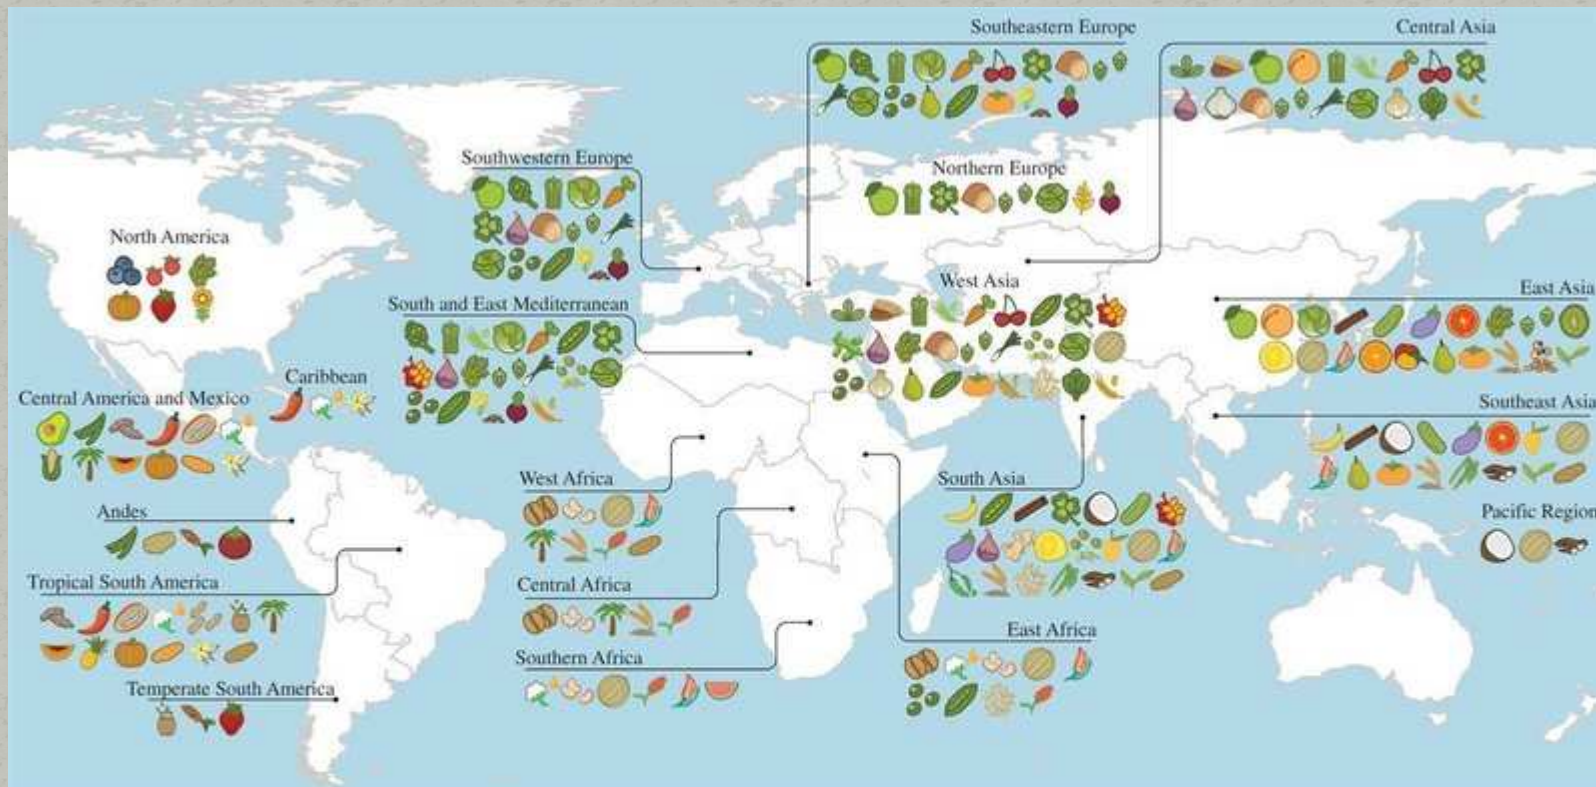 Southeastern Europe
Central Asia
Southwestern Europe
Northern Europe
North America
West Asia
East Asia
South and East Mediterranean
Caribbean
Central America and Mexico
Southeast Asia
West Africa
South Asia
Andes
Pacific Region
Tropical South America
Central Africa
East Africa
Southern Africa
Temperate South America